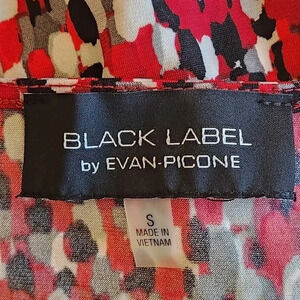 BLACK LABEL
by EVAN-PICONE
S
MADE IN
VIETNAM